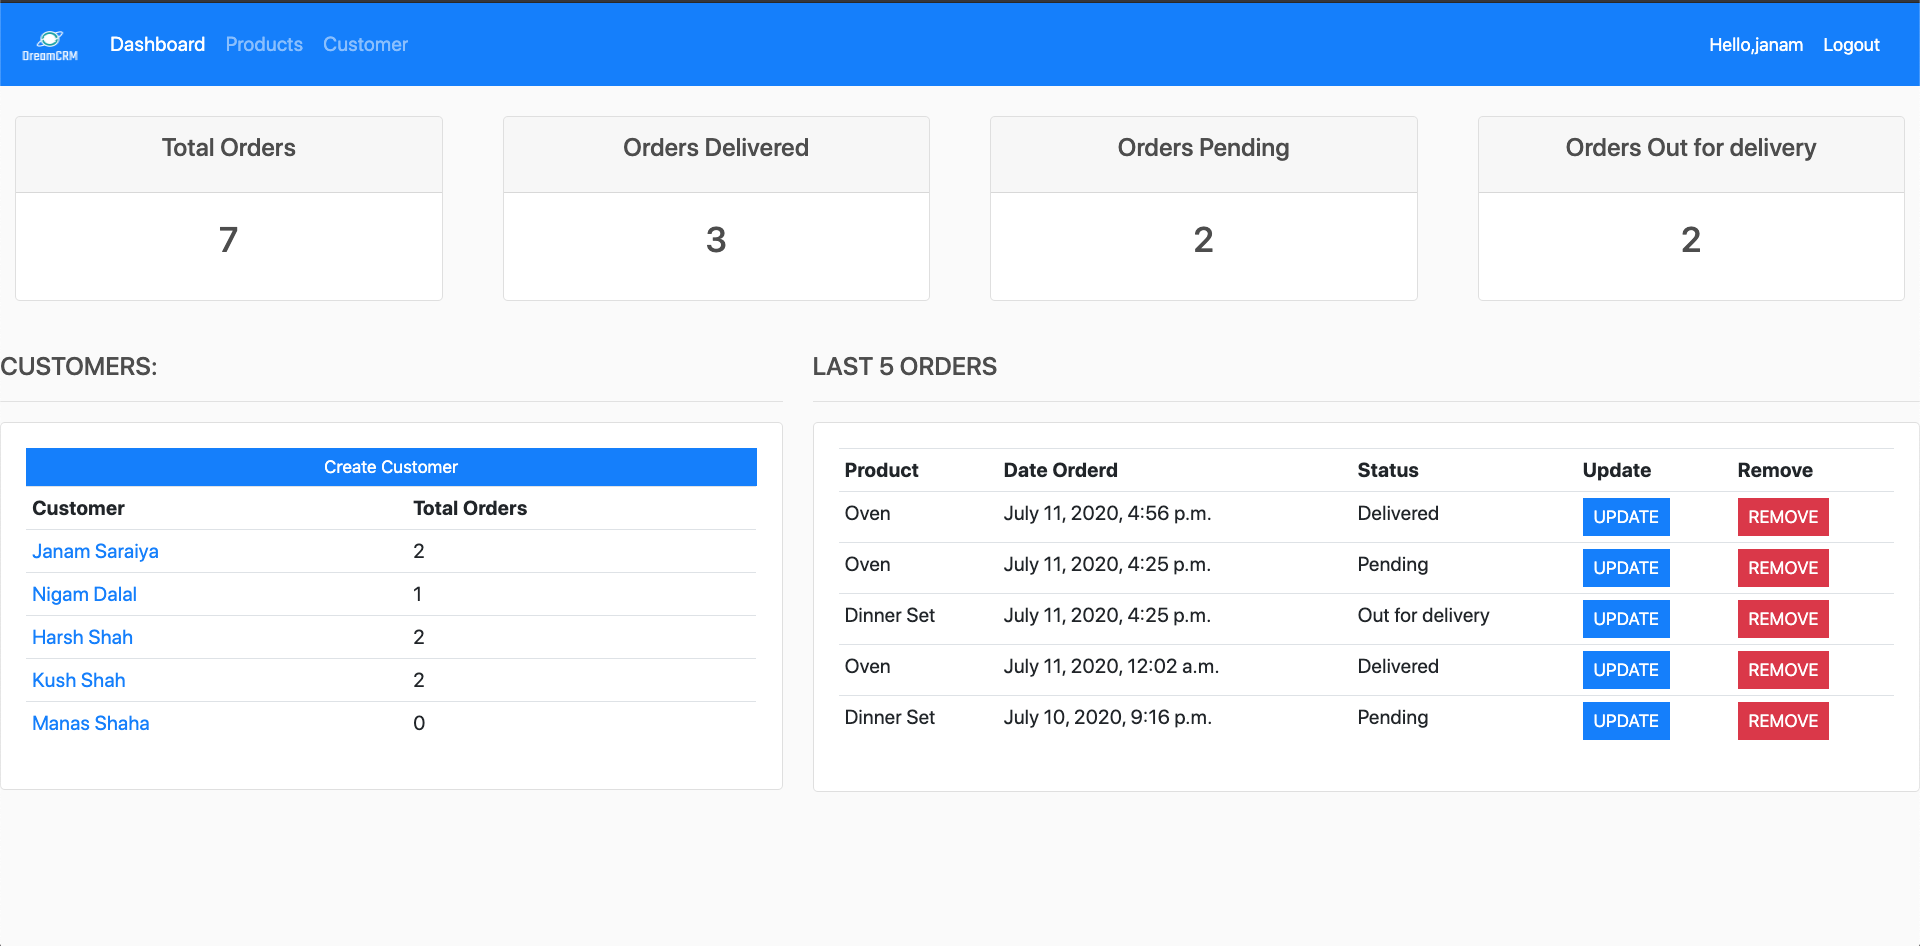 DreamCRM Dashboard Products Customer Hello,janam Logout
Total Orders Orders Delivered Orders Pending Orders Out for delivery
7 3 2 2
CUSTOMERS:
Create Customer
Customer Total Orders
Janam Saraiya 2
Nigam Dalal 1
Harsh Shah 2
Kush Shah 2
Manas Shaha 0
LAST 5 ORDERS
Product Date Orderd Status Update Remove
Oven July 11, 2020, 4:56 p.m. Delivered UPDATE REMOVE
Oven July 11, 2020, 4:25 p.m. Pending UPDATE REMOVE
Dinner Set July 11, 2020, 4:25 p.m. Out for delivery UPDATE REMOVE
Oven July 11, 2020, 12:02 a.m. Delivered UPDATE REMOVE
Dinner Set July 10, 2020, 9:16 p.m. Pending UPDATE REMOVE